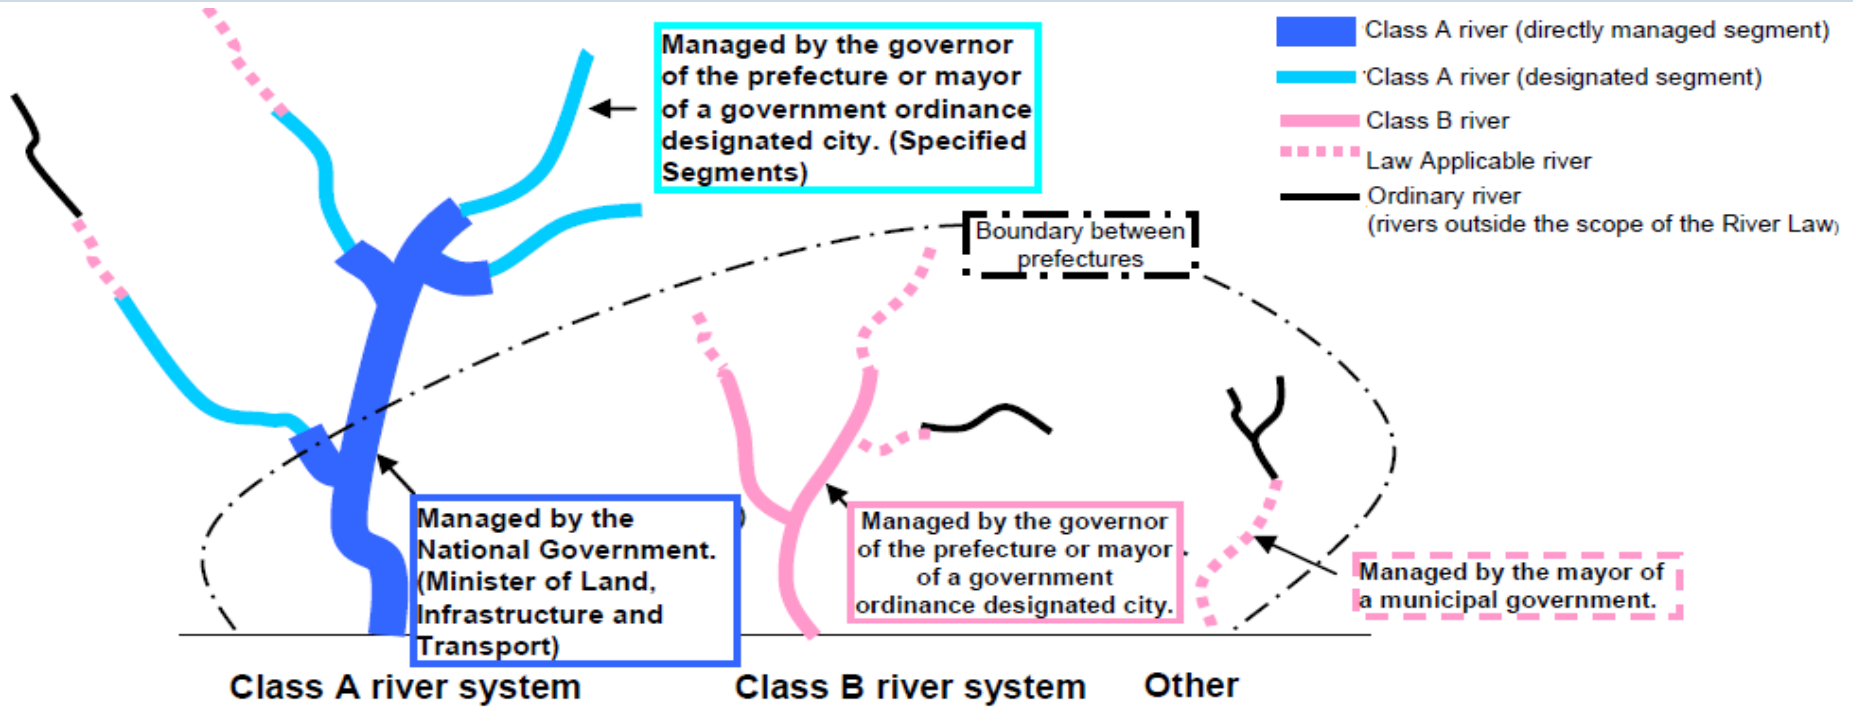 Managed by the governor
of the prefecture or mayor
of a government ordinance
designated city. (Specified
Segments)
Class A river (directly managed segment)
Class A river (designated segment)
Class B river
Law Applicable river
Ordinary river
(rivers outside the scope of the River Law)
Boundary between
prefectures
Managed by the
National Government.
(Minister of Land,
Infrastructure and
Transport)
)
Managed by the governor
of the prefecture or mayor
of a government
ordinance designated city.
Managed by the mayor of
a municipal government.
Class A river system
Class B river system
Other